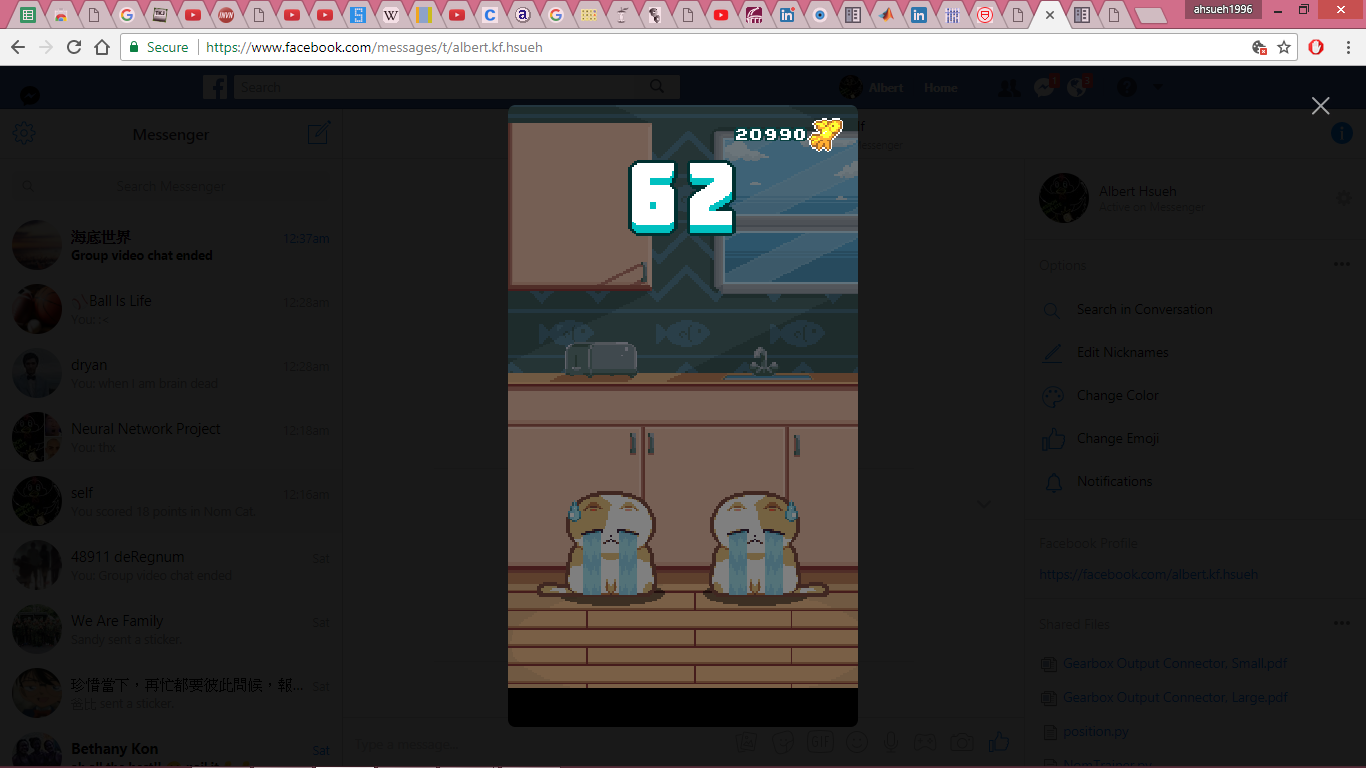 ahsueh1996
Secure
https://www.facebook.com/messages/t/albert.kf.hsueh
Search
Albert
Home
Messenger
Search Messenger
海底世界
12:37am
Group video chat ended
Ball Is Life
12:28am
dryan
12:28am
You: when i am brain dead
Neural Network Project
12:18am
You: thx
self
12:16am
You scored 18 points in Nom Cat.
48911 deRegnum
Sat
You: Group video chat ended
We Are Family
Sat
Sandy sent a sticker.
珍惜當下，再忙都要彼此問候，報...
Sat
爸比 sent a sticker.
Bethany Kon
Sat
20990
62
Type a message...
GIF
Albert Hsueh
Active on Messenger
Options
Search in Conversation
Edit Nicknames
Change Color
Change Emoji
Notifications
Facebook Profile
https://facebook.com/albert.kf.hsueh
Shared Files
Gearbox Output Connector, Small.pdf
Gearbox Output Connector, Large.pdf
position.py